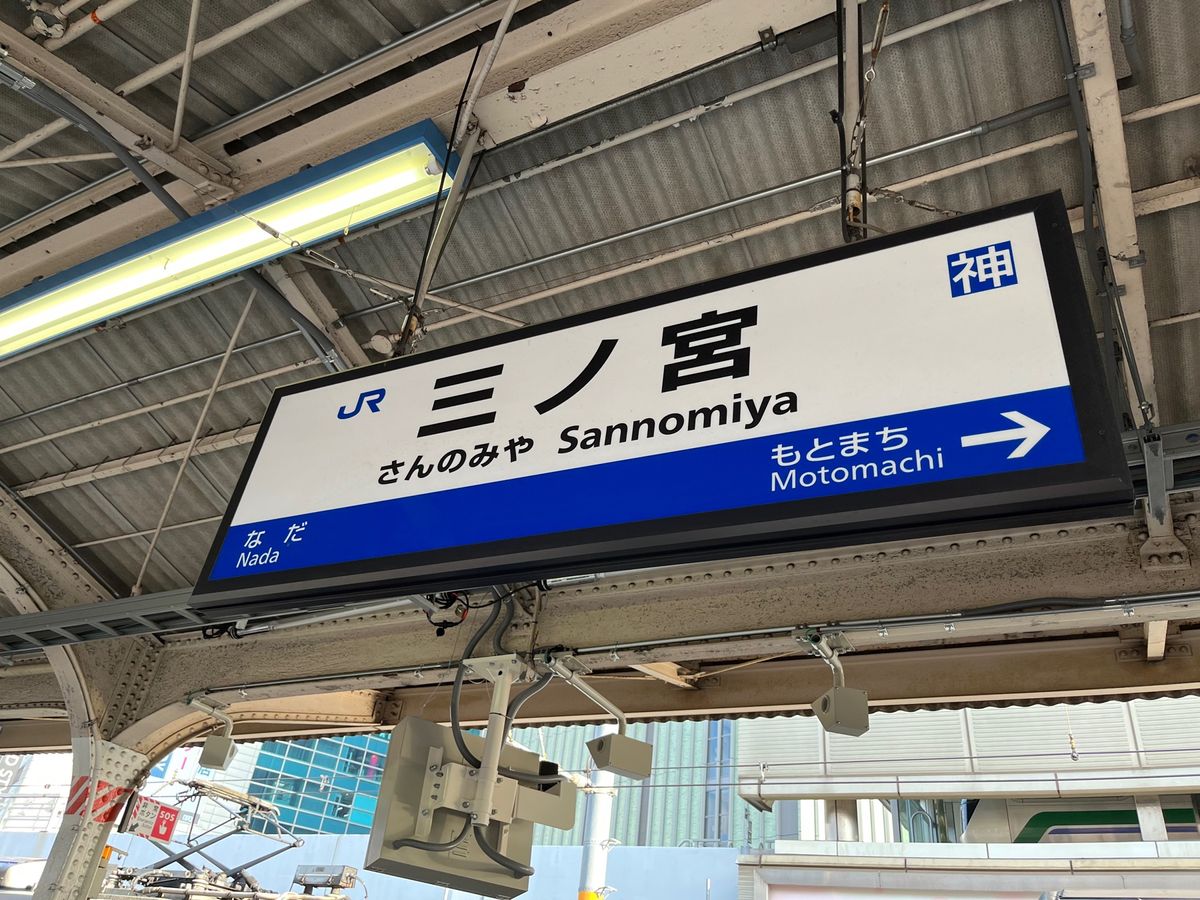 神
JR 三ノ宮
さんのみや Sannomiya
もとまち
Motomachi
なだ
Nada
SOS